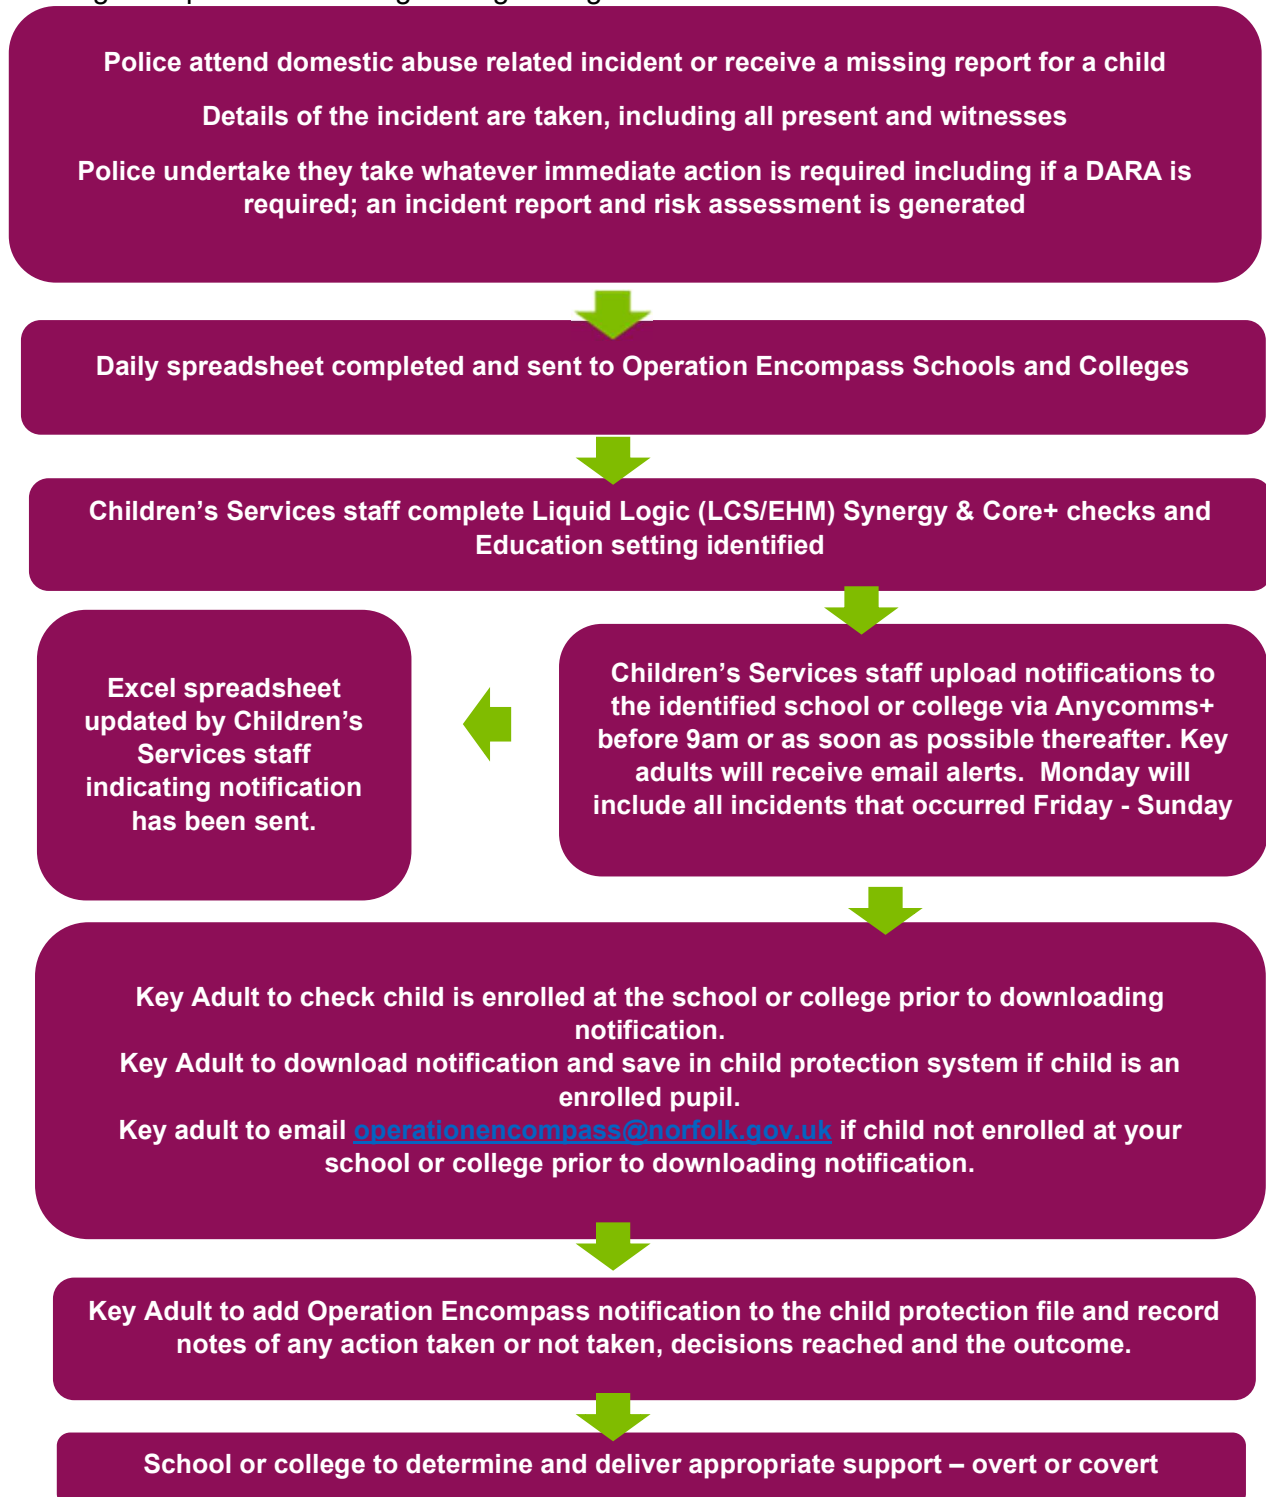 Police attend domestic abuse related incident or receive a missing report for a child
Details of the incident are taken, including all present and witnesses
Police undertake they take whatever immediate action is required including if a DARA is
required; an incident report and risk assessment is generated
Daily spreadsheet completed and sent to Operation Encompass Schools and Colleges
Children’s Services staff complete Liquid Logic (LCS/EHM) Synergy & Core+ checks and
Education setting identified
Excel spreadsheet
updated by Children’s
Services staff
indicating notification
has been sent.
Children’s Services staff upload notifications to
the identified school or college via Anycomms+
before 9am or as soon as possible thereafter. Key
adults will receive email alerts.  Monday will
include all incidents that occurred Friday - Sunday
Key Adult to check child is enrolled at the school or college prior to downloading
notification.
Key Adult to download notification and save in child protection system if child is an
enrolled pupil.
Key adult to email operationencompass@norfolk.gov.uk if child not enrolled at your
school or college prior to downloading notification.
Key Adult to add Operation Encompass notification to the child protection file and record
notes of any action taken or not taken, decisions reached and the outcome.
School or college to determine and deliver appropriate support – overt or covert